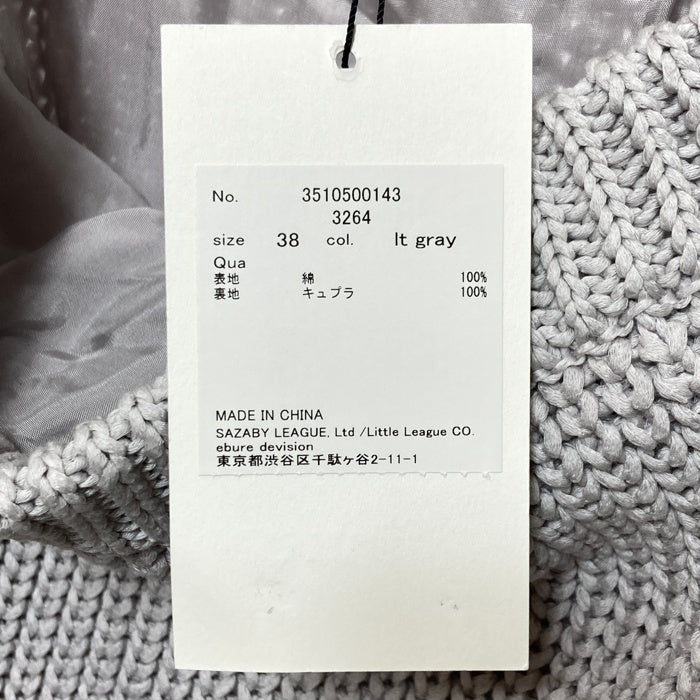 No. 3510500143
3264
size 38 col. lt gray
Qua
表地 綿 100%
裏地 キュプラ 100%
MADE IN CHINA
SAZABY LEAGUE, Ltd /Little League CO.
ebure devision
東京都渋谷区千駄ヶ谷2-11-1